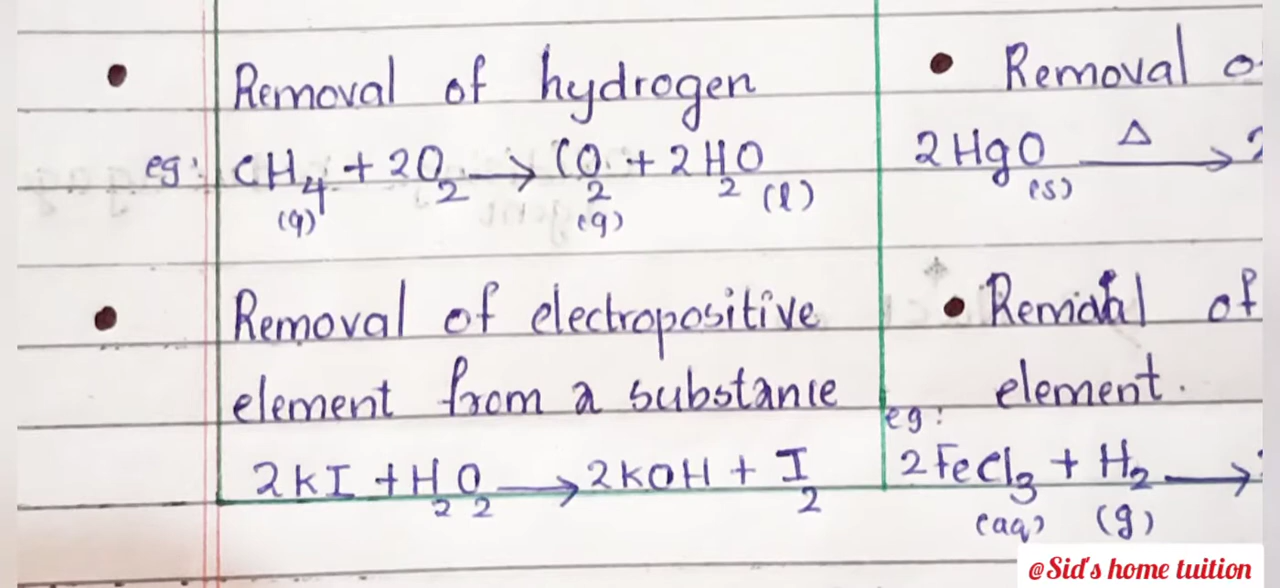 • Removal of hydrogen
eg: CH₄(g) + 2O₂ → CO₂(g) + 2H₂O(l)
• Removal of electropositive
element from a substance
2KI + H₂O₂ → 2KOH + I₂
• Removal
2HgO(s) Δ→
• Removal of
element.
eg:
2FeCl₃(aq) + H₂(g) →
@Sid's home tuition